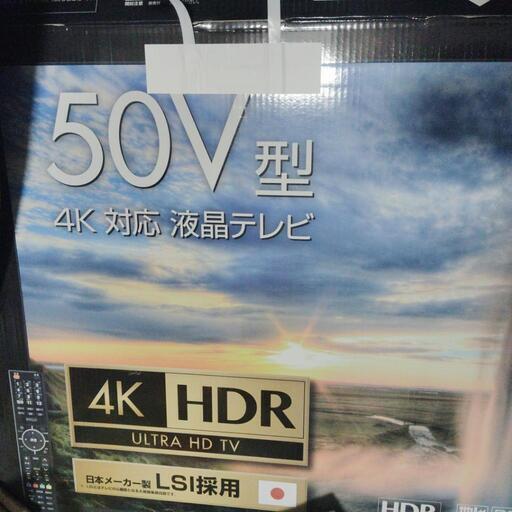 50V型
4K 対応 液晶テレビ
4K HDR
ULTRA HD TV
日本メーカー製 LSI採用
HDR